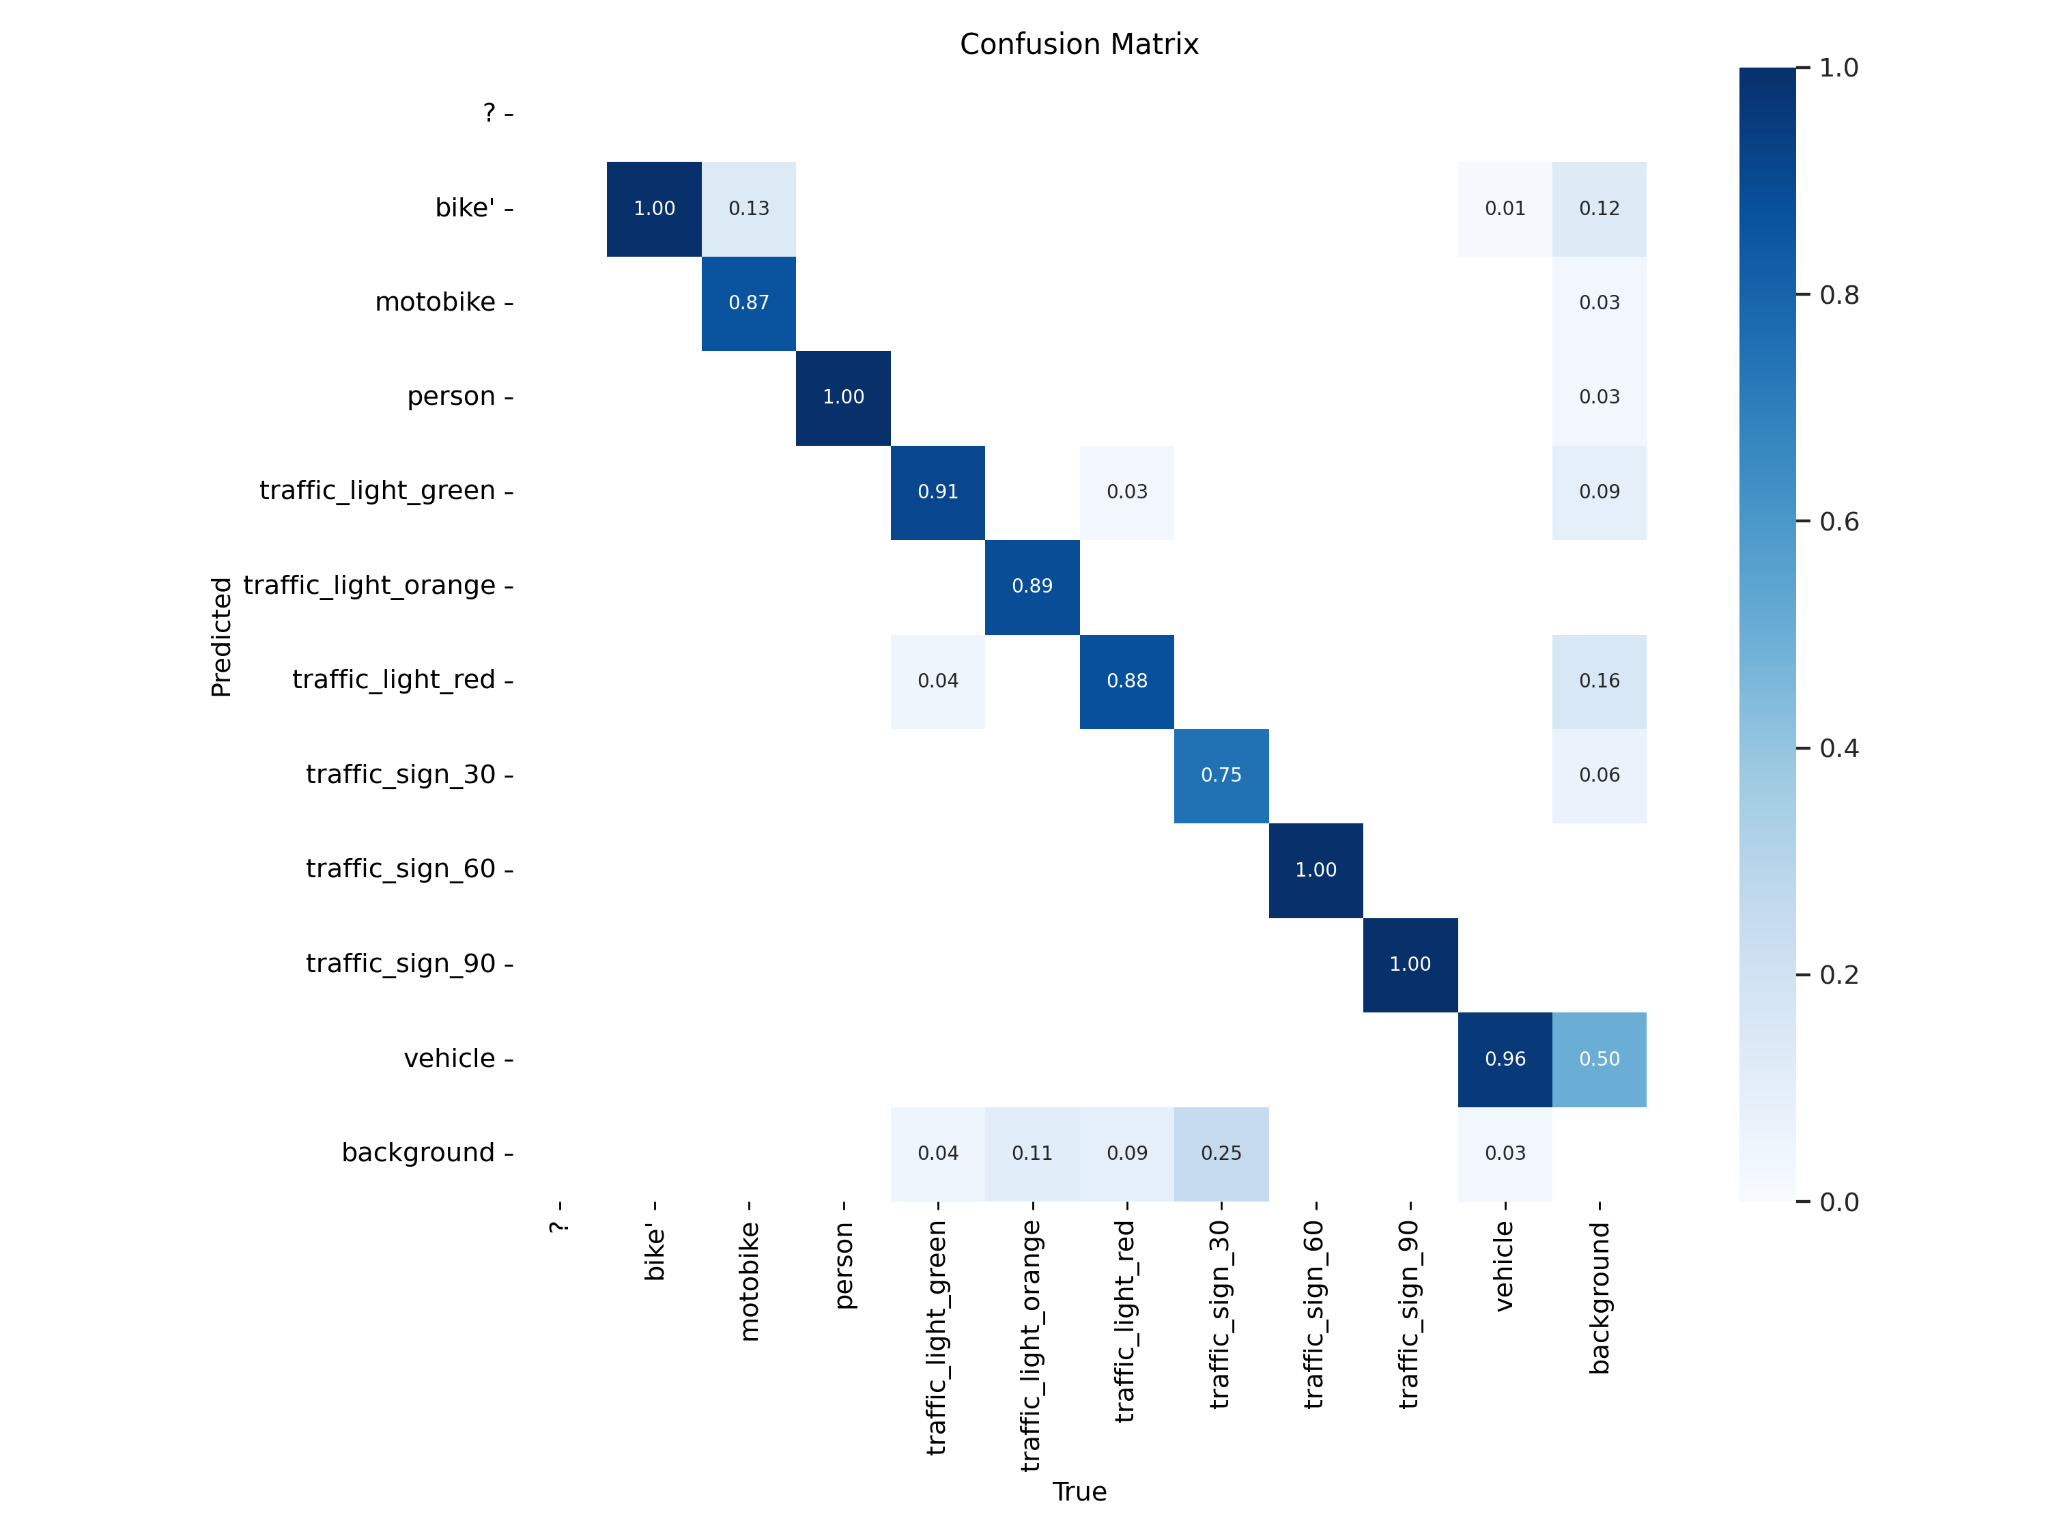 Confusion Matrix
?
bike' 1.00 0.13 0.01 0.12
motobike 0.87 0.03
person 1.00 0.03
traffic_light_green 0.91 0.03 0.09
traffic_light_orange 0.89
traffic_light_red 0.04 0.88 0.16
traffic_sign_30 0.75 0.06
traffic_sign_60 1.00
traffic_sign_90 1.00
vehicle 0.96 0.50
background 0.04 0.11 0.09 0.25 0.03
Predicted
?
bike'
motobike
person
traffic_light_green
traffic_light_orange
traffic_light_red
traffic_sign_30
traffic_sign_60
traffic_sign_90
vehicle
background
True
1.0
0.8
0.6
0.4
0.2
0.0